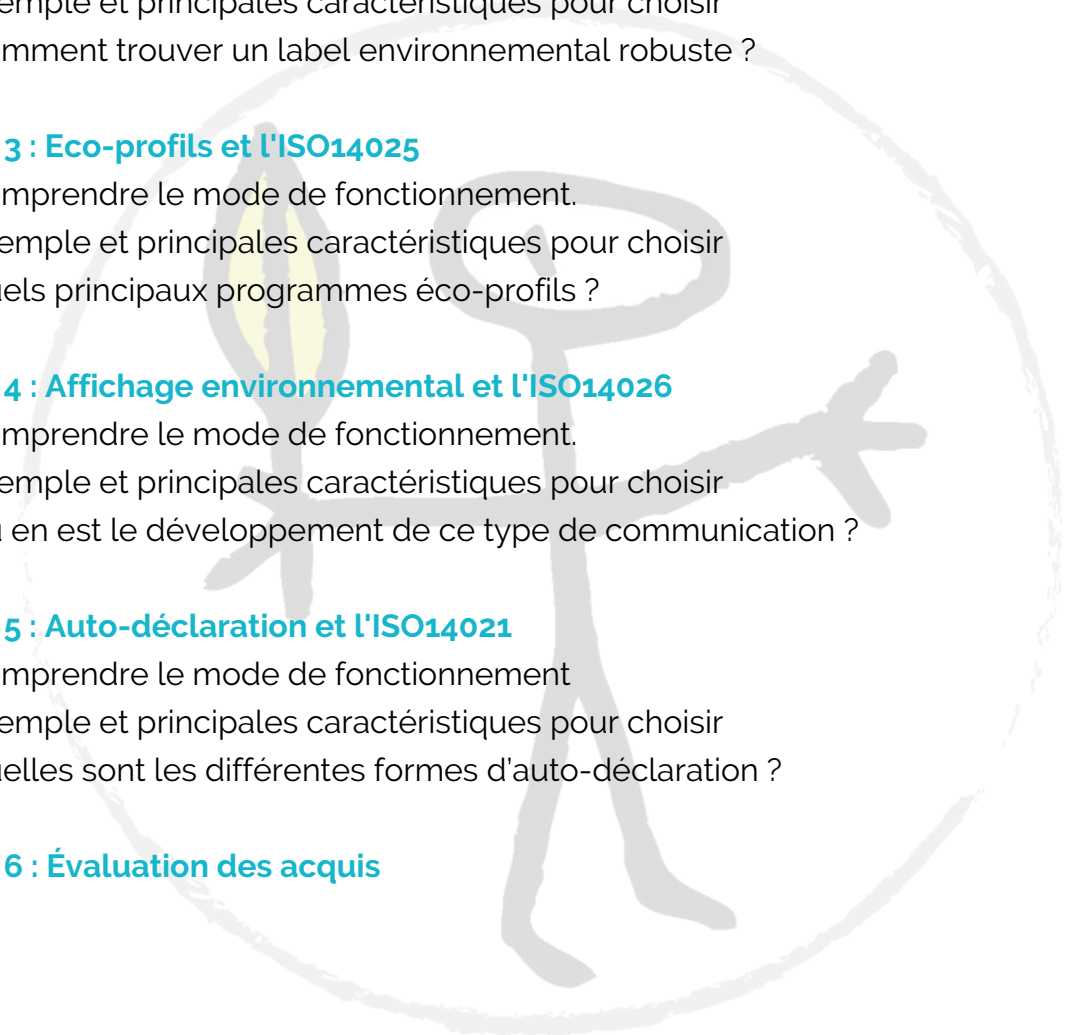 emple et principales caractéristiques pour choisir
mment trouver un label environnemental robuste ?
3 : Eco-profils et l'ISO14025
mprendre le mode de fonctionnement.
emple et principales caractéristiques pour choisir
els principaux programmes éco-profils ?
4 : Affichage environnemental et l'ISO14026
mprendre le mode de fonctionnement.
emple et principales caractéristiques pour choisir
en est le développement de ce type de communication ?
5 : Auto-déclaration et l'ISO14021
mprendre le mode de fonctionnement
emple et principales caractéristiques pour choisir
elles sont les différentes formes d'auto-déclaration ?
6 : Évaluation des acquis